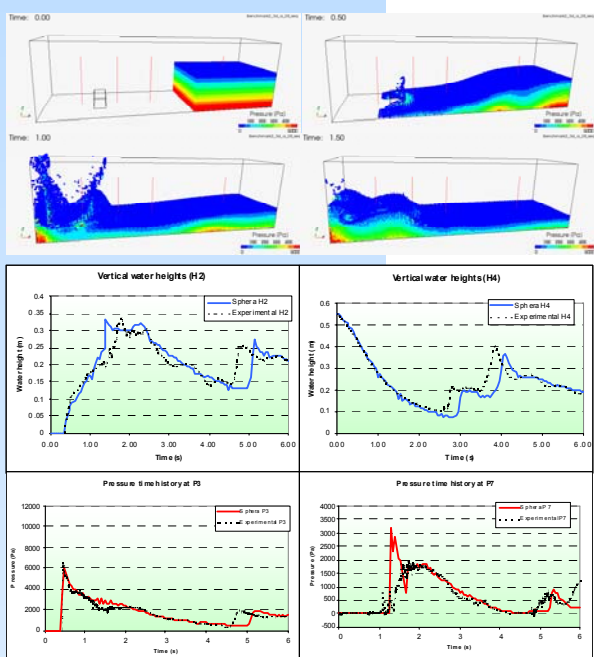 Time: 0.00
Time: 0.50
Pressure (Pa)
Pressure (Pa)
Time: 1.00
Time: 1.50
Pressure (Pa)
Pressure (Pa)
Vertical water heights (H2)
Sphera H2
Experimental H2
0.4
0.35
0.3
0.25
0.2
0.15
0.1
0.05
0
Water height (m)
0.00 1.00 2.00 3.00 4.00 5.00 6.00
Time (s)
Vertical water heights (H4)
Sphera H4
Experimental H4
0.6
0.5
0.4
0.3
0.2
0.1
0
Water height (m)
0.00 1.00 2.00 3.00 4.00 5.00 6.00
Time (s)
Pressure time history at P3
Sphera P3
Experimental P3
12000
10000
8000
6000
4000
2000
0
Pressure (Pa)
0 1 2 3 4 5 6
Time (s)
Pressure time history at P7
Sphera P7
Experimental P7
4000
3500
3000
2500
2000
1500
1000
500
0
-500
Pressure (Pa)
0 1 2 3 4 5 6
Time (s)